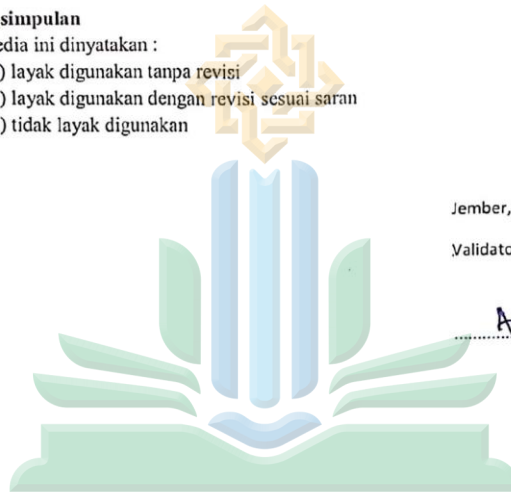 simpulan
edia ini dinyatakan :
) layak digunakan tanpa revisi
) layak digunakan dengan revisi sesuai saran
) tidak layak digunakan
Jember,
Validato
A